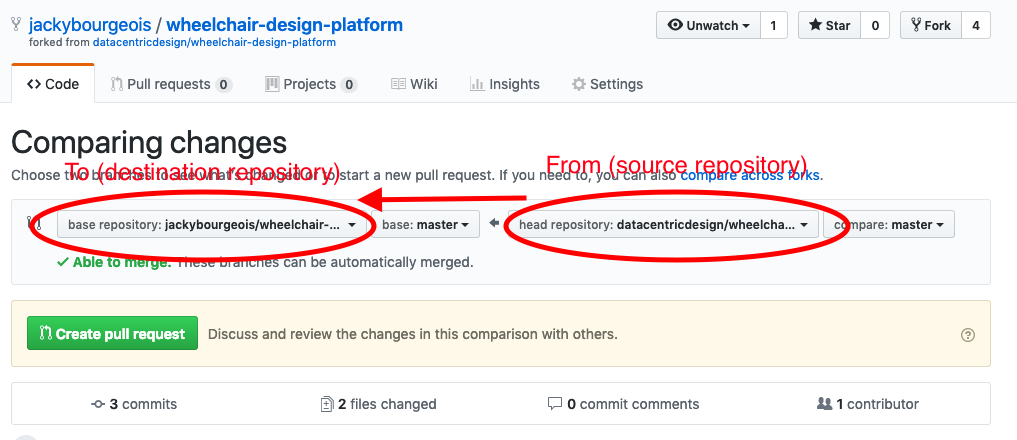 jackybourgeois / wheelchair-design-platform
forked from datacentricdesign/wheelchair-design-platform
Unwatch 1 Star 0 Fork 4
Code Pull requests 0 Projects 0 Wiki Insights Settings
Comparing changes
To (destination repository) From (source repository)
Choose two branches to see what's changed or to start a new pull request. If you need to, you can also compare across forks.
base repository: jackybourgeois/wheelchair-... base: master head repository: datacentricdesign/wheelcha... compare: master
Able to merge. These branches can be automatically merged.
Create pull request Discuss and review the changes in this comparison with others. ?
3 commits 2 files changed 0 commit comments 1 contributor